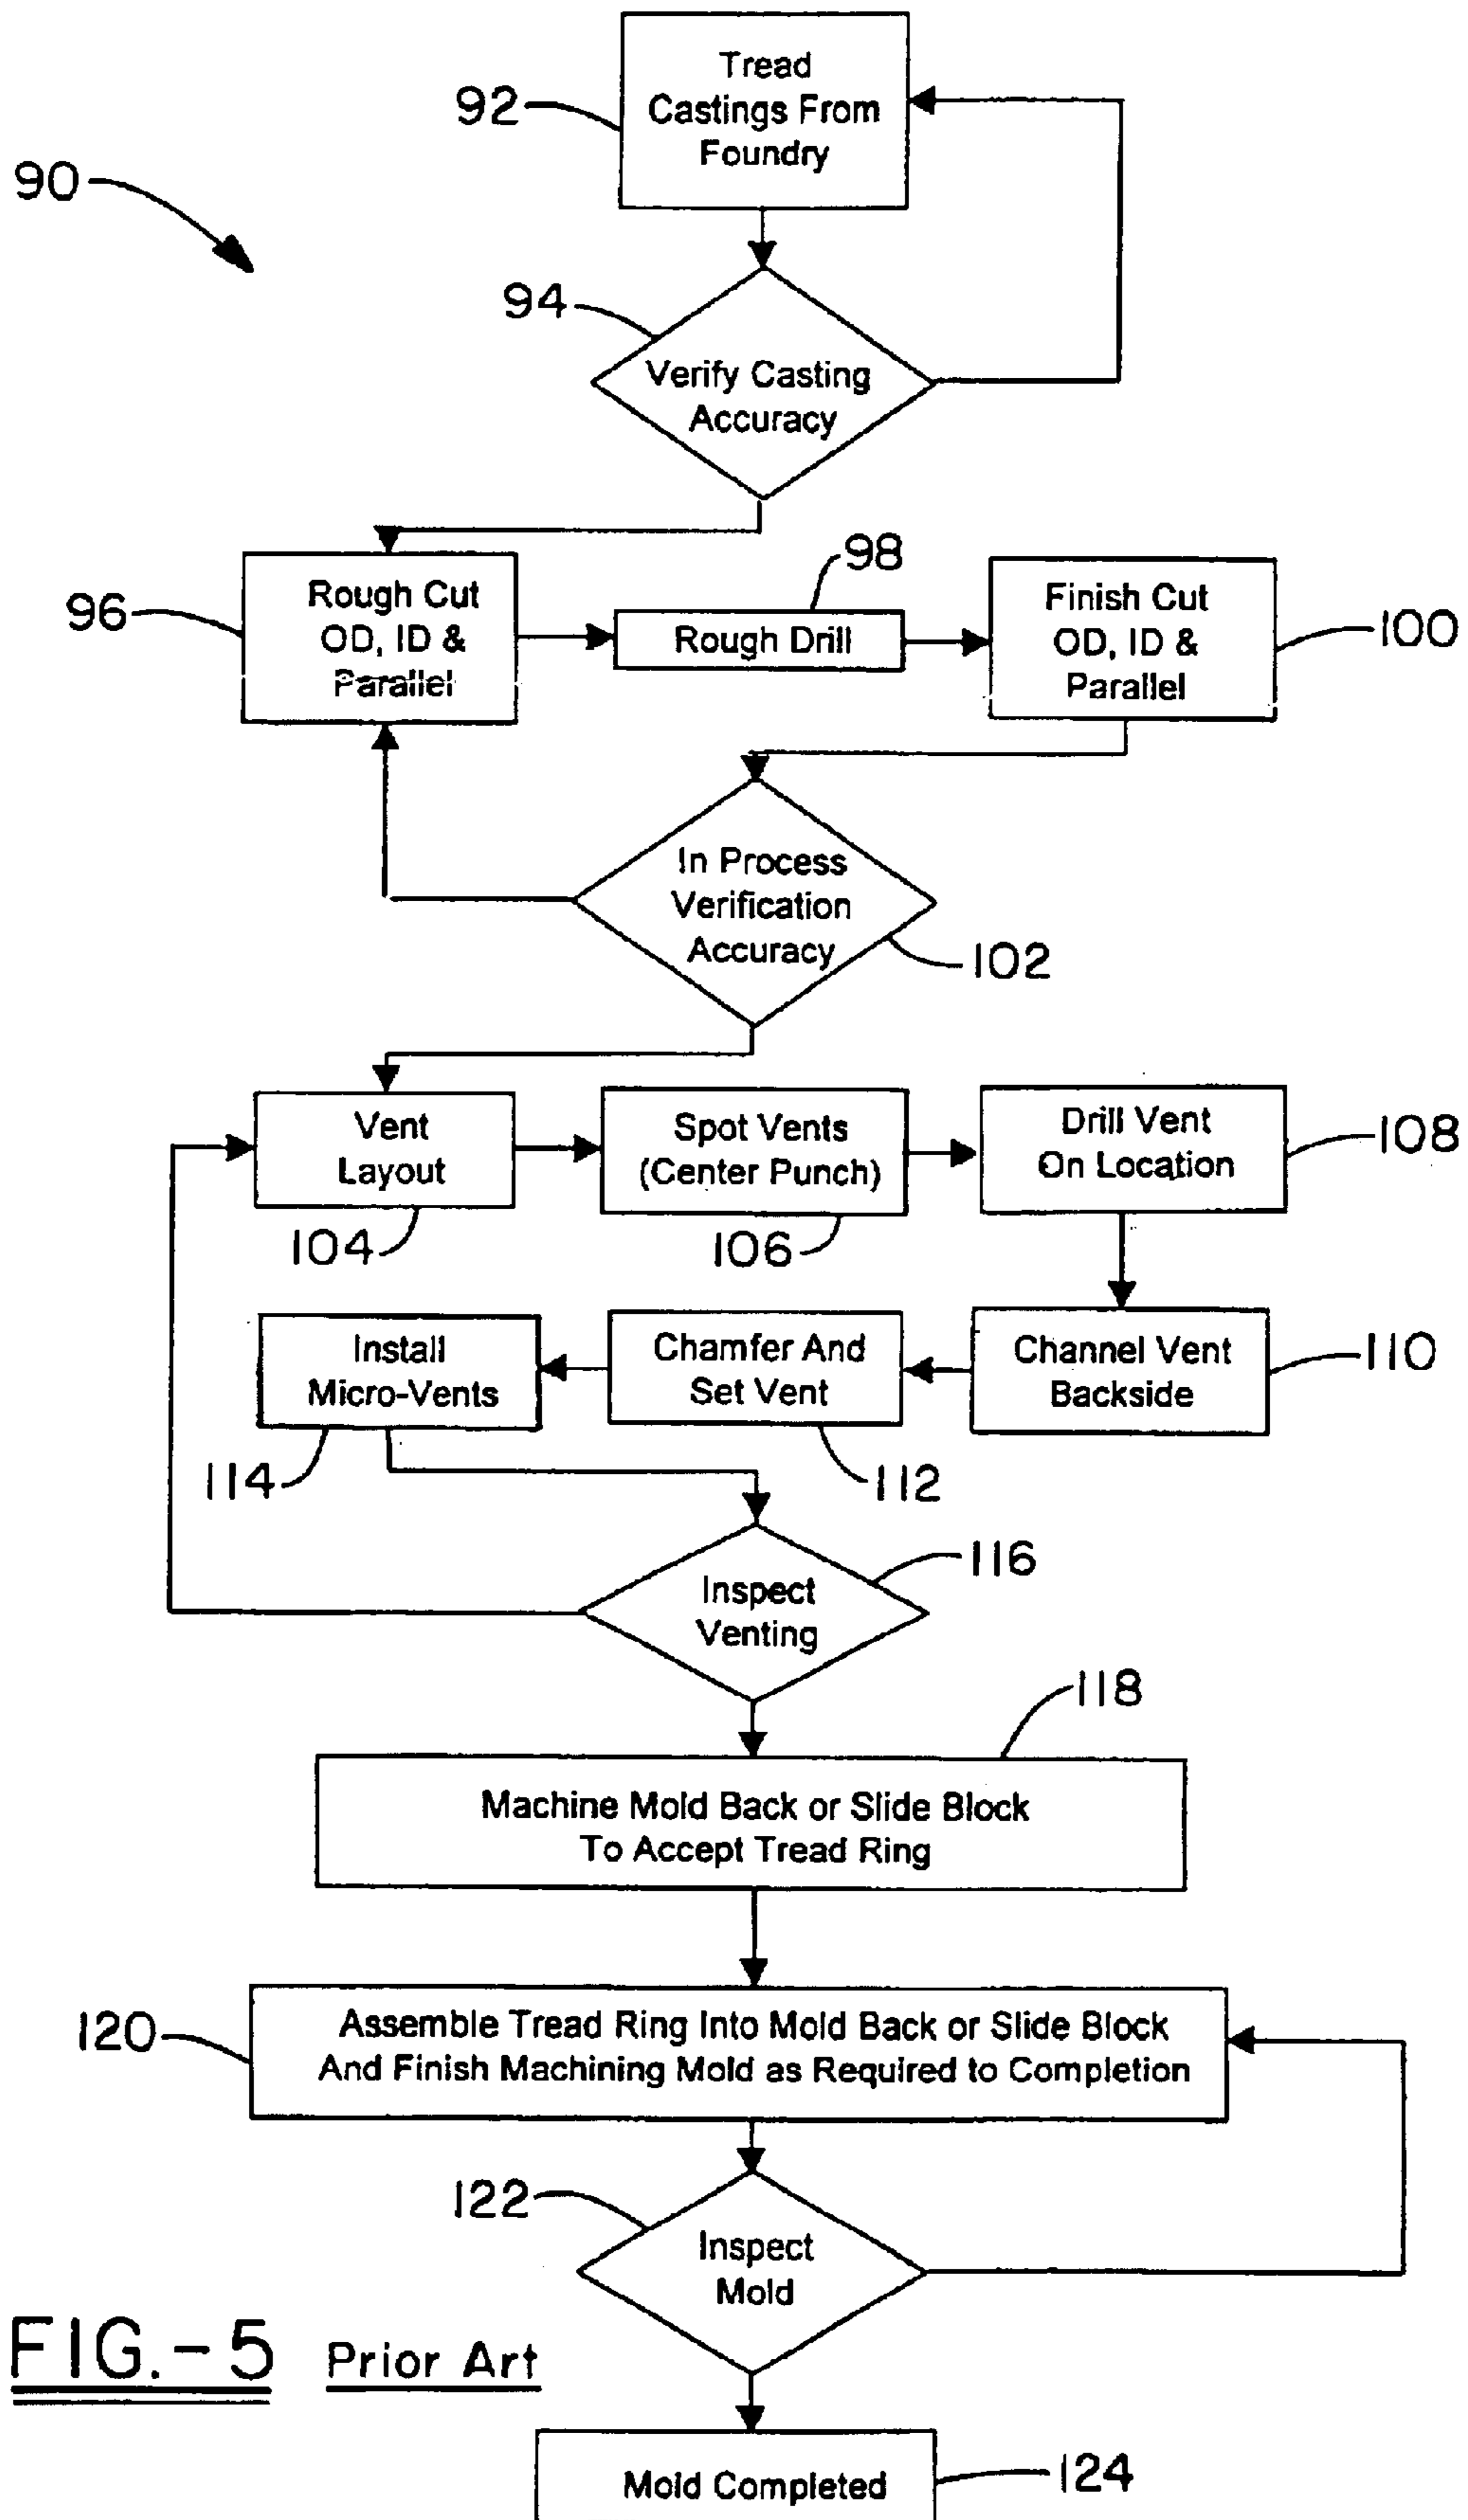 Tread
Castings From
Foundry
92
90
94
Verify Casting
Accuracy
98
96
Rough Cut
OD, ID &
Parallel
Rough Drill
Finish Cut
OD, ID &
Parallel
100
In Process
Verification
Accuracy
102
Vent
Layout
104
Spot Vents
(Center Punch)
106
Drill Vent
On Location
108
Install
Micro-Vents
114
Chamfer And
Set Vent
112
Channel Vent
Backside
110
116
Inspect
Venting
118
Machine Mold Back or Slide Block
To Accept Tread Ring
120
Assemble Tread Ring Into Mold Back or Slide Block
And Finish Machining Mold as Required to Completion
122
Inspect
Mold
FIG.-5 Prior Art
Mold Completed
124